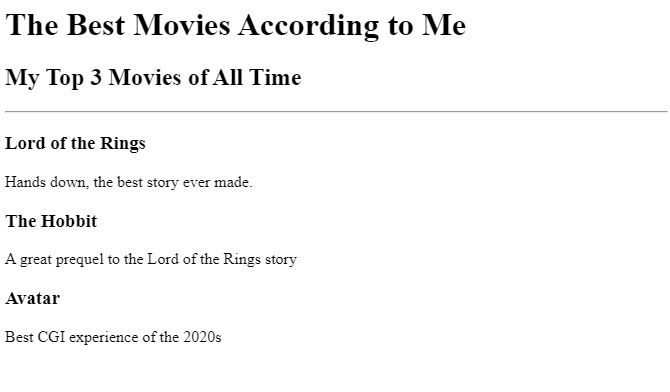 The Best Movies According to Me
My Top 3 Movies of All Time
Lord of the Rings
Hands down, the best story ever made.
The Hobbit
A great prequel to the Lord of the Rings story
Avatar
Best CGI experience of the 2020s